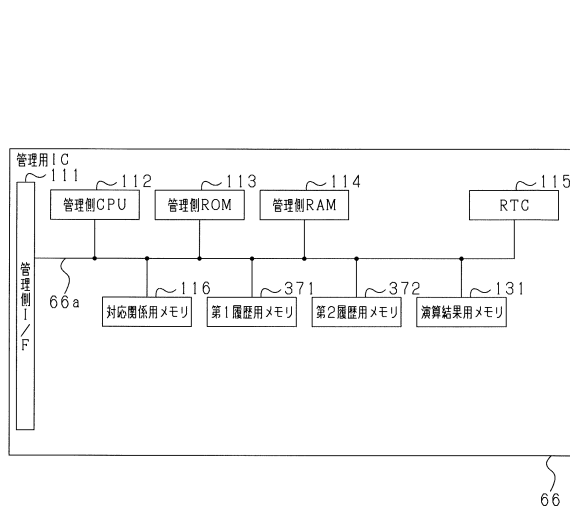 管理用IC
111
112
113
114
115
管理側CPU
管理側ROM
管理側RAM
RTC
管理側I/F
66a
116
371
372
131
対応関係用メモリ
第1履歴用メモリ
第2履歴用メモリ
演算結果用メモリ
66